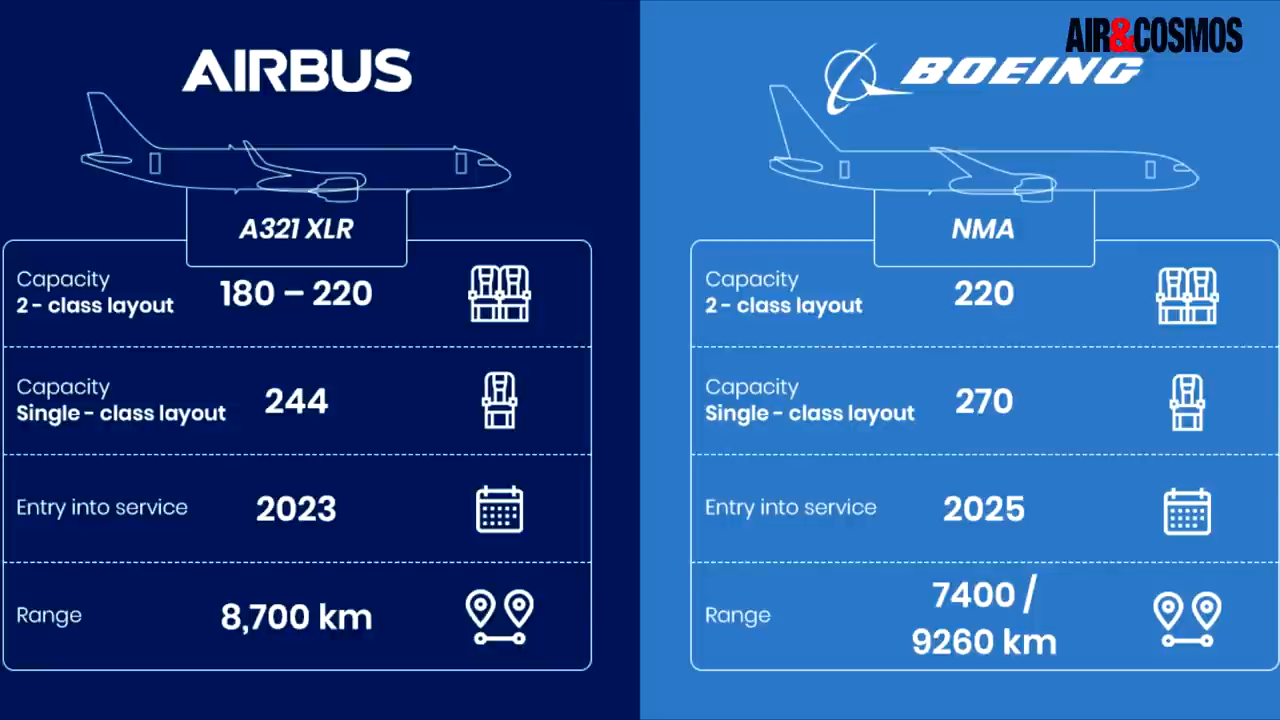 AIR&COSMOS
AIRBUS
A321 XLR
Capacity
2 - class layout
180 – 220
Capacity
Single - class layout
244
Entry into service
2023
Range
8,700 km
BOEING
NMA
Capacity
2 - class layout
220
Capacity
Single - class layout
270
Entry into service
2025
Range
7400 /
9260 km